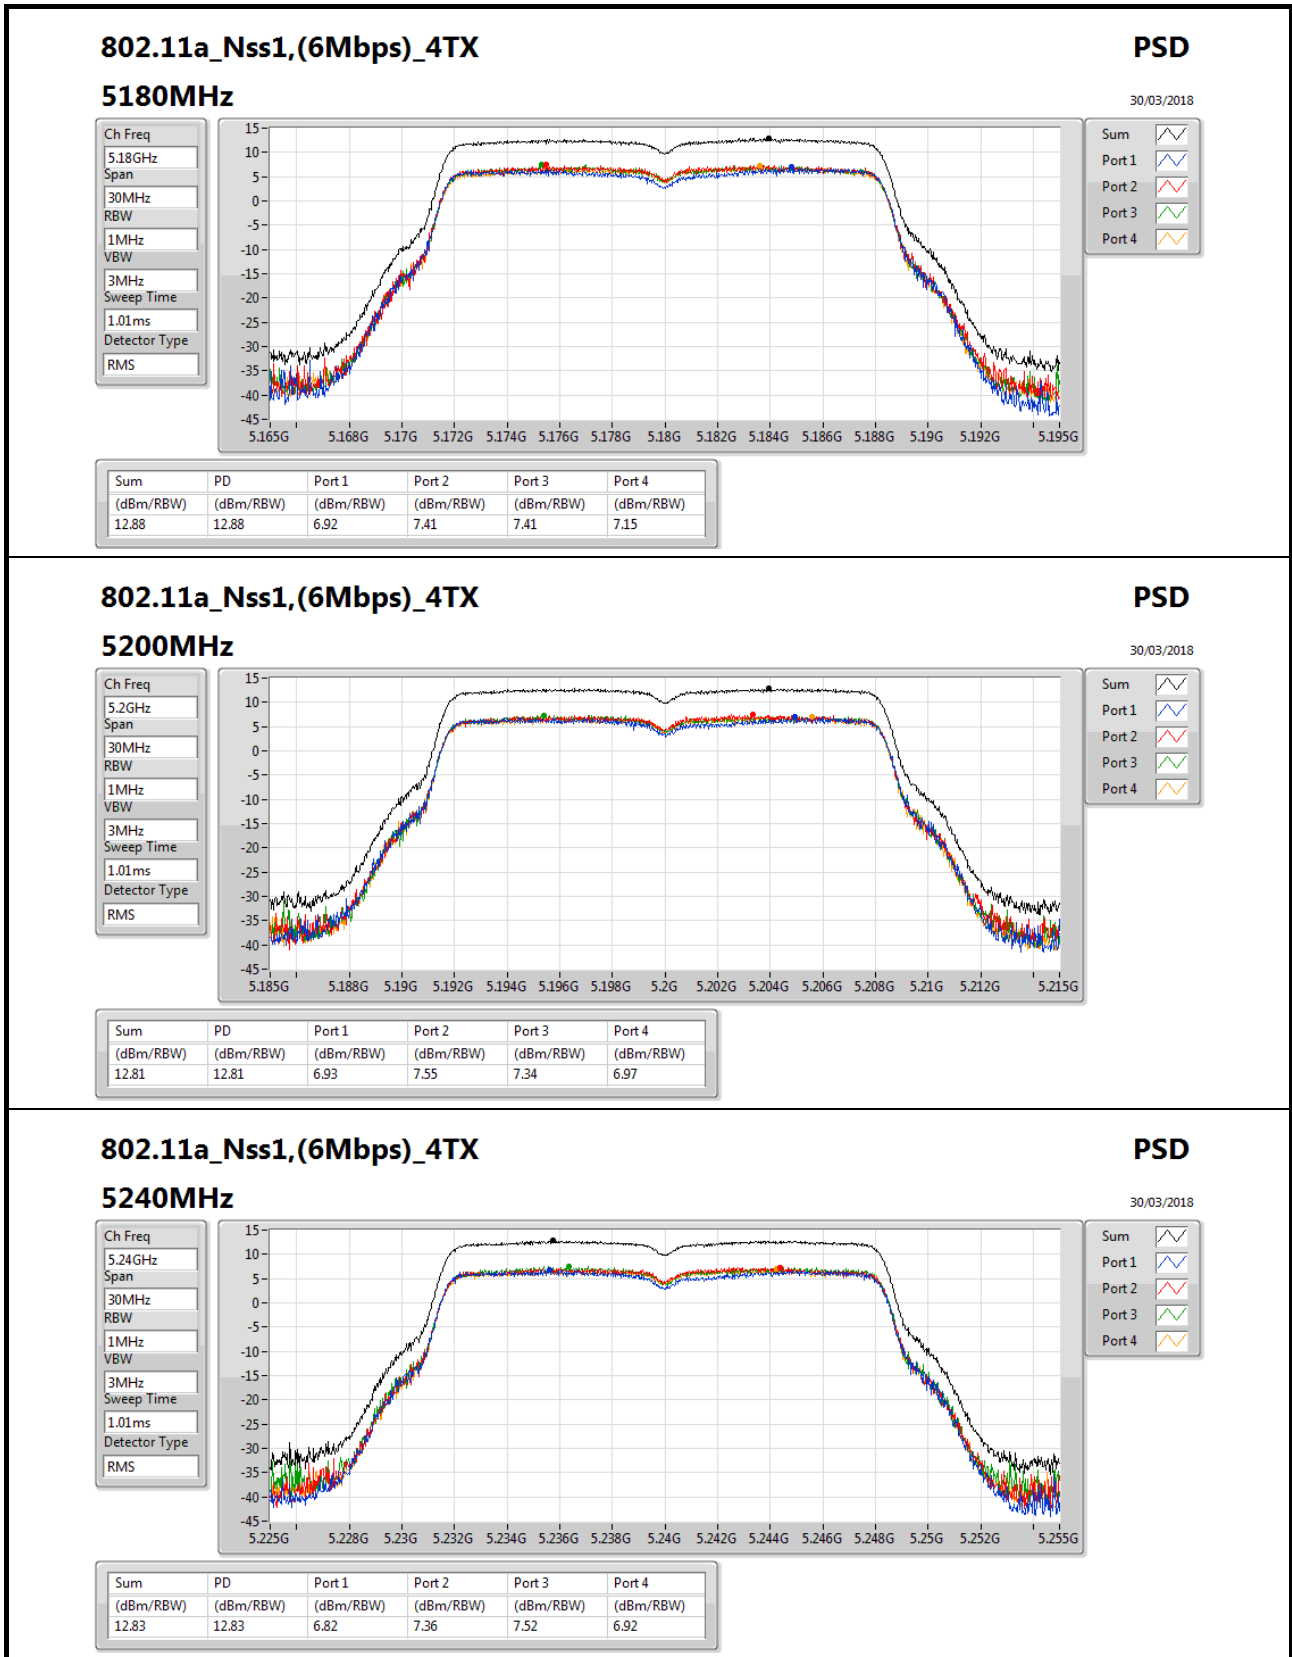 802.11a_Nss1,(6Mbps)_4TX PSD
5180MHz 30/03/2018
Ch Freq
5.18GHz
Span
30MHz
RBW
1MHz
VBW
3MHz
Sweep Time
1.01ms
Detector Type
RMS
15
10
5
0
-5
-10
-15
-20
-25
-30
-35
-40
-45
5.165G 5.168G 5.17G 5.172G 5.174G 5.176G 5.178G 5.18G 5.182G 5.184G 5.186G 5.188G 5.19G 5.192G 5.195G
Sum
Port 1
Port 2
Port 3
Port 4
Sum PD Port 1 Port 2 Port 3 Port 4
(dBm/RBW) (dBm/RBW) (dBm/RBW) (dBm/RBW) (dBm/RBW) (dBm/RBW)
12.88 12.88 6.92 7.41 7.41 7.15
802.11a_Nss1,(6Mbps)_4TX PSD
5200MHz 30/03/2018
Ch Freq
5.2GHz
Span
30MHz
RBW
1MHz
VBW
3MHz
Sweep Time
1.01ms
Detector Type
RMS
15
10
5
0
-5
-10
-15
-20
-25
-30
-35
-40
-45
5.185G 5.188G 5.19G 5.192G 5.194G 5.196G 5.198G 5.2G 5.202G 5.204G 5.206G 5.208G 5.21G 5.212G 5.215G
Sum
Port 1
Port 2
Port 3
Port 4
Sum PD Port 1 Port 2 Port 3 Port 4
(dBm/RBW) (dBm/RBW) (dBm/RBW) (dBm/RBW) (dBm/RBW) (dBm/RBW)
12.81 12.81 6.93 7.55 7.34 6.97
802.11a_Nss1,(6Mbps)_4TX PSD
5240MHz 30/03/2018
Ch Freq
5.24GHz
Span
30MHz
RBW
1MHz
VBW
3MHz
Sweep Time
1.01ms
Detector Type
RMS
15
10
5
0
-5
-10
-15
-20
-25
-30
-35
-40
-45
5.225G 5.228G 5.23G 5.232G 5.234G 5.236G 5.238G 5.24G 5.242G 5.244G 5.246G 5.248G 5.25G 5.252G 5.255G
Sum
Port 1
Port 2
Port 3
Port 4
Sum PD Port 1 Port 2 Port 3 Port 4
(dBm/RBW) (dBm/RBW) (dBm/RBW) (dBm/RBW) (dBm/RBW) (dBm/RBW)
12.83 12.83 6.82 7.36 7.52 6.92